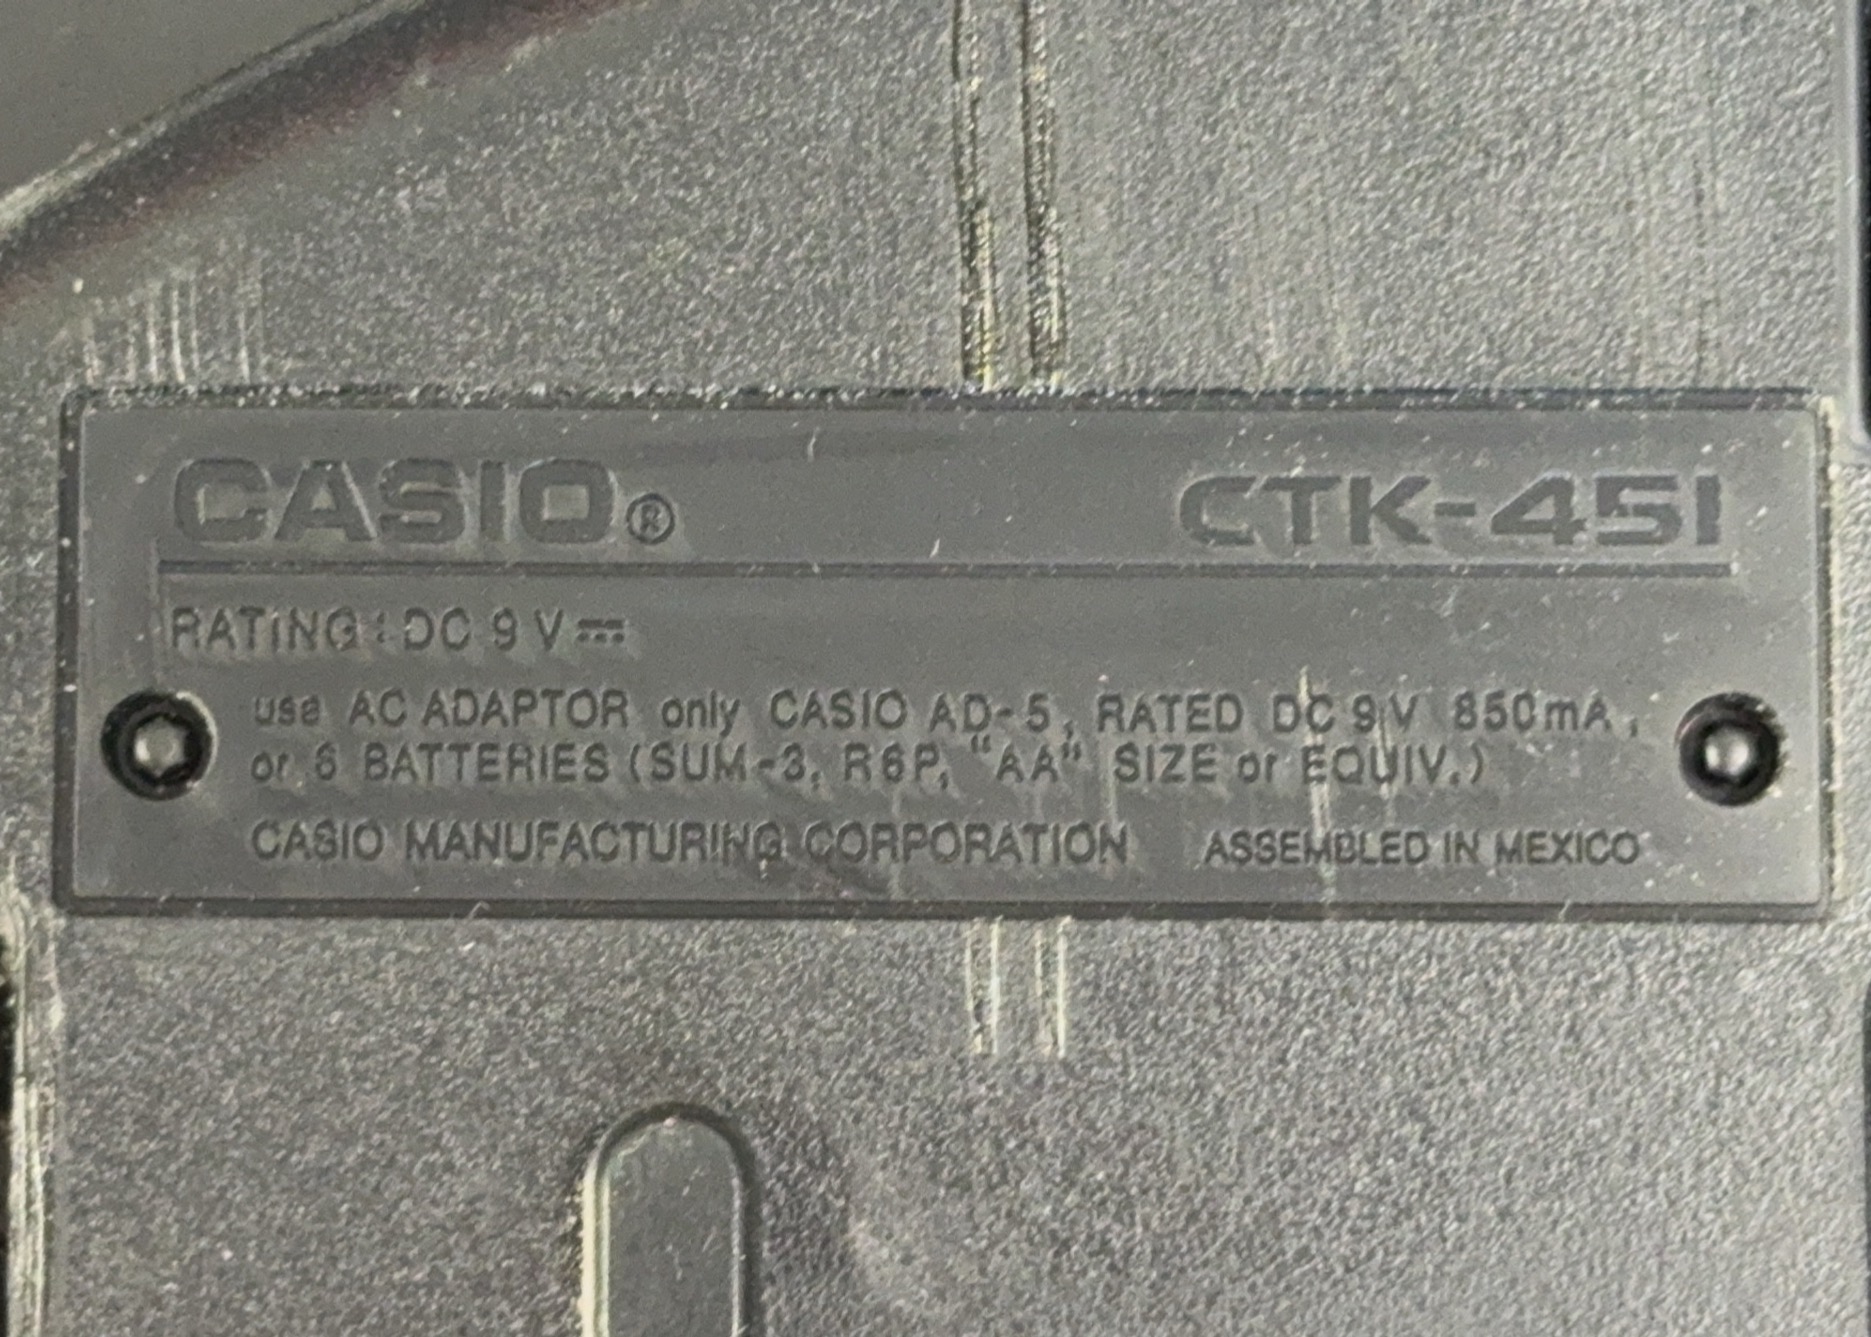 CASIO® CTK-451
RATING : DC 9 V⎓
use AC ADAPTOR only CASIO AD-5, RATED DC 9 V 850mA,
or 6 BATTERIES (SUM-3, R6P, “AA” SIZE or EQUIV.)
CASIO MANUFACTURING CORPORATION ASSEMBLED IN MEXICO